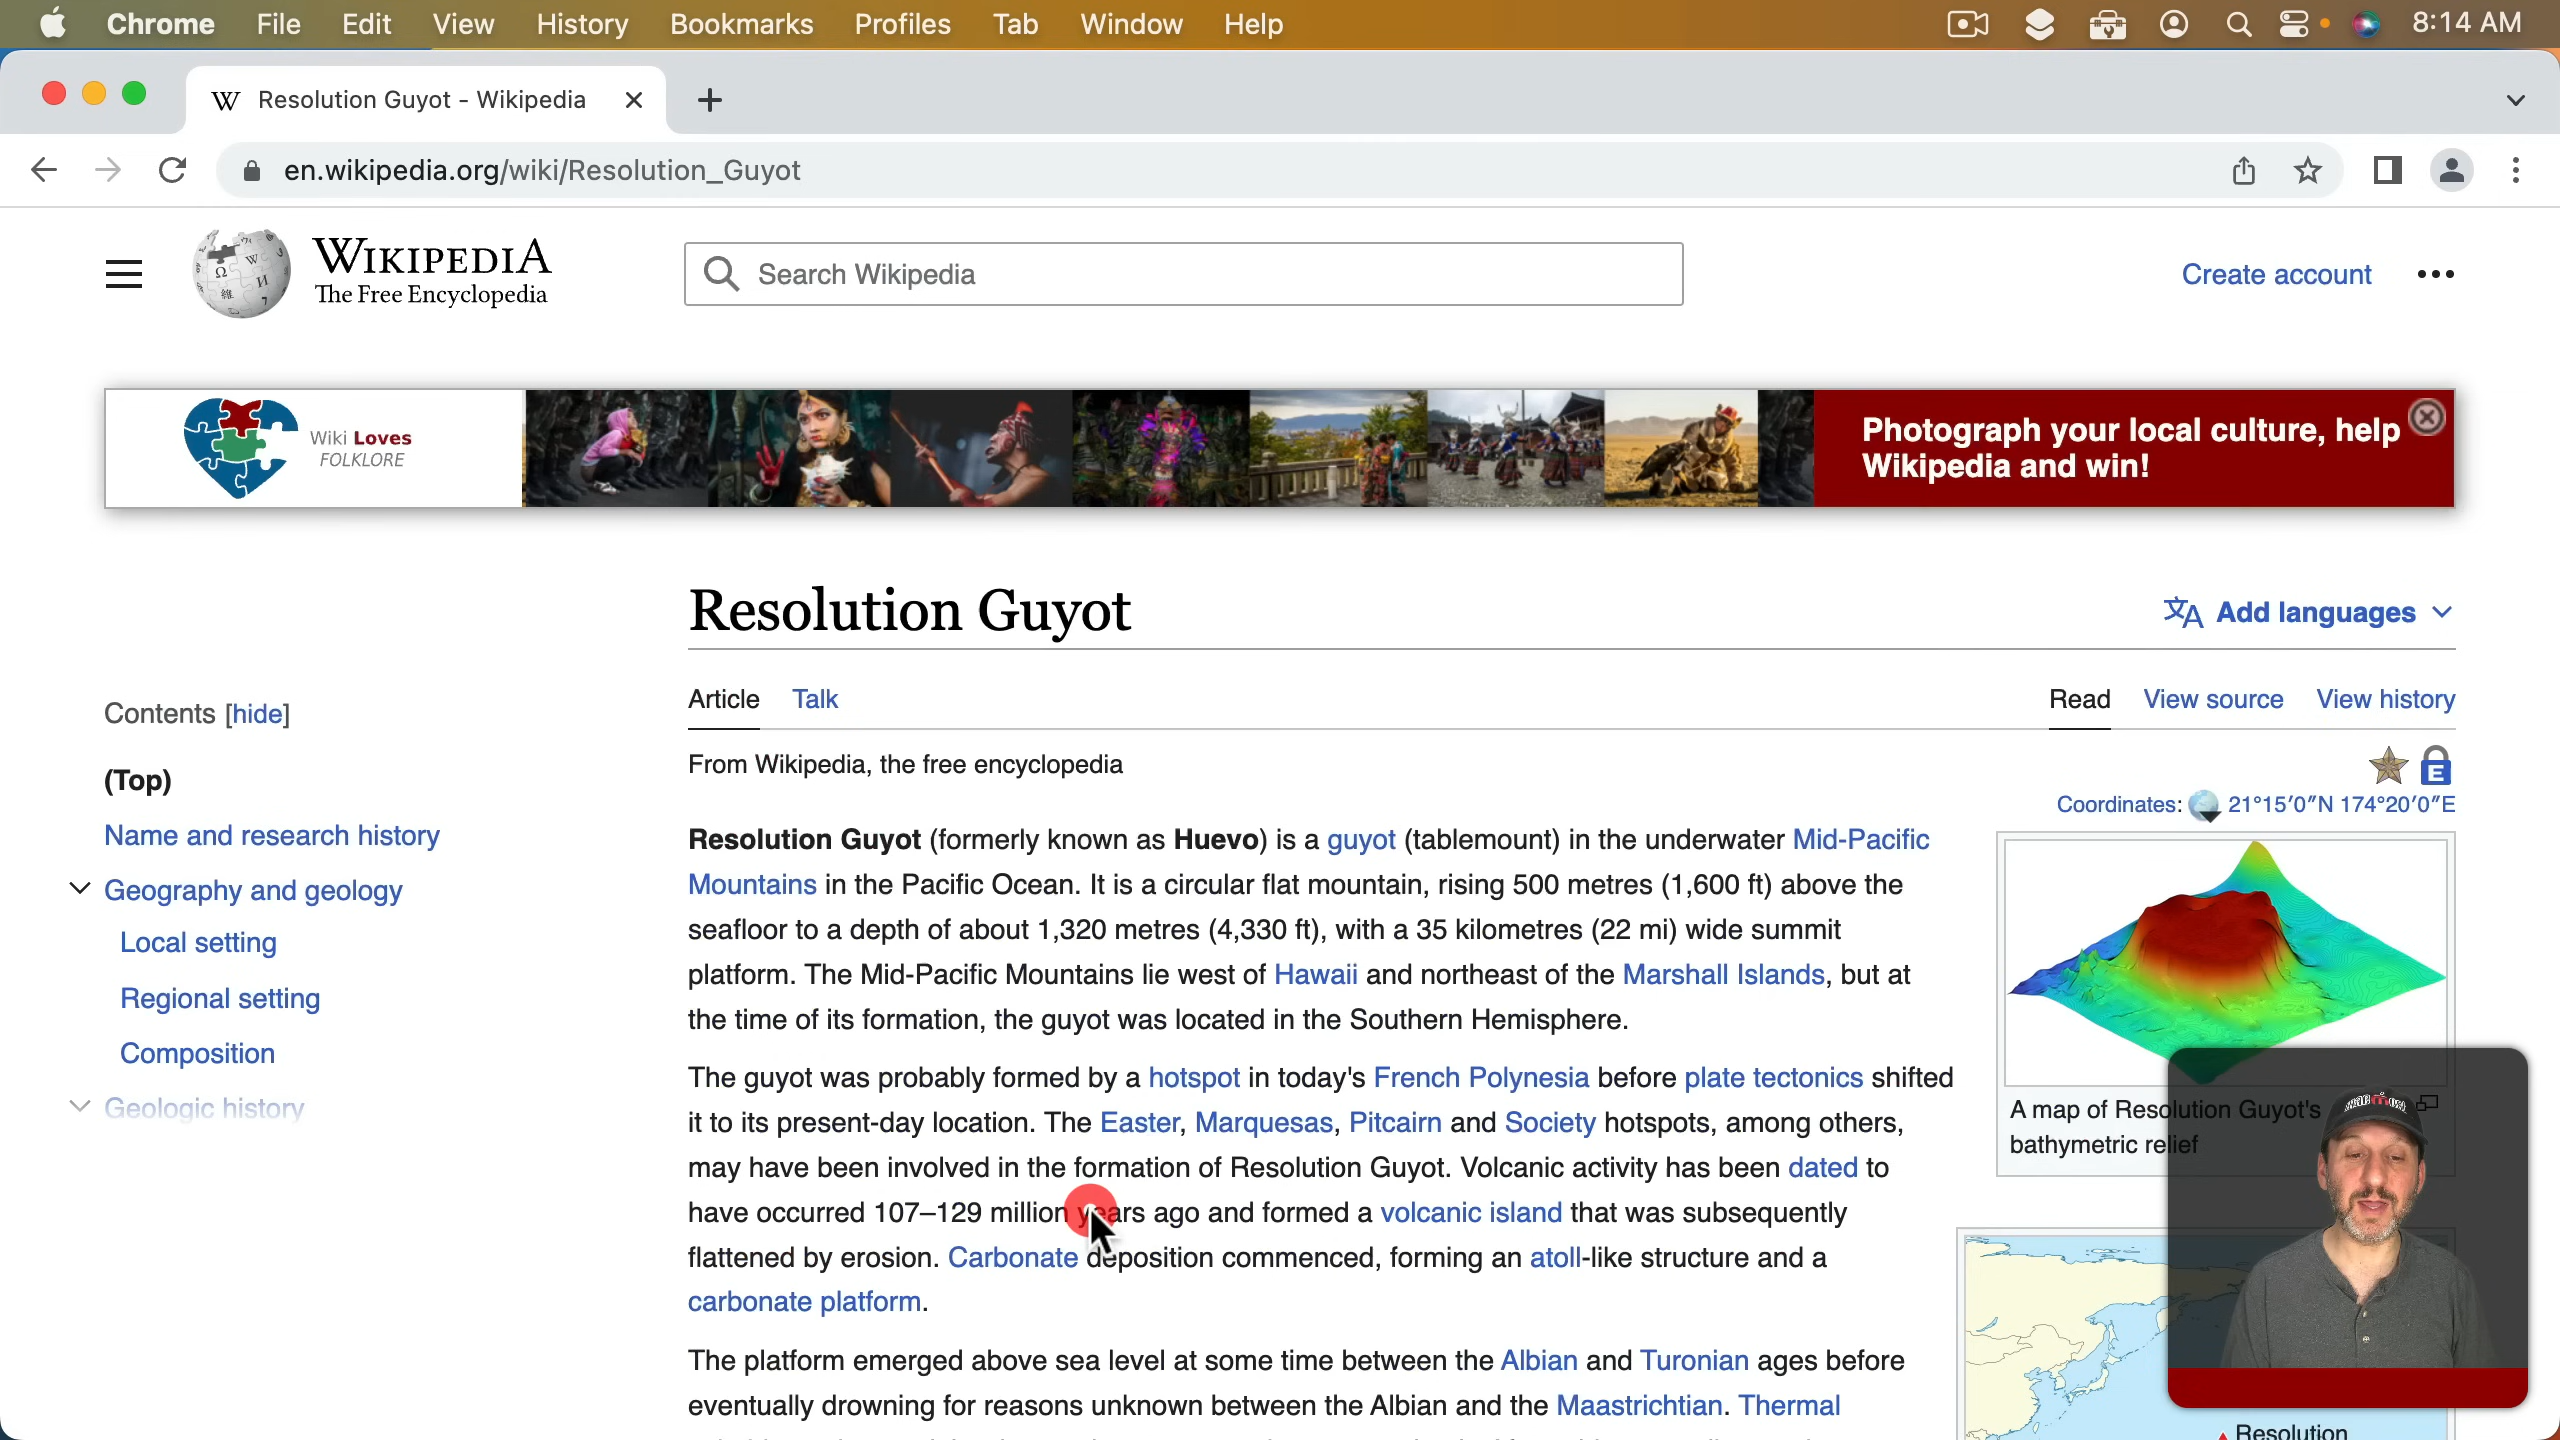 Chrome File Edit View History Bookmarks Profiles Tab Window Help 8:14 AM
Resolution Guyot - Wikipedia
en.wikipedia.org/wiki/Resolution_Guyot
WIKIPEDIA
The Free Encyclopedia
Search Wikipedia
Create account
Wiki Loves
FOLKLORE
Photograph your local culture, help
Wikipedia and win!
Resolution Guyot
Add languages
Contents [hide]
(Top)
Name and research history
Geography and geology
Local setting
Regional setting
Composition
Geologic history
Article Talk
Read View source View history
From Wikipedia, the free encyclopedia
Coordinates: 21°15′0″N 174°20′0″E
Resolution Guyot (formerly known as Huevo) is a guyot (tablemount) in the underwater Mid-Pacific
Mountains in the Pacific Ocean. It is a circular flat mountain, rising 500 metres (1,600 ft) above the
seafloor to a depth of about 1,320 metres (4,330 ft), with a 35 kilometres (22 mi) wide summit
platform. The Mid-Pacific Mountains lie west of Hawaii and northeast of the Marshall Islands, but at
the time of its formation, the guyot was located in the Southern Hemisphere.
The guyot was probably formed by a hotspot in today's French Polynesia before plate tectonics shifted
it to its present-day location. The Easter, Marquesas, Pitcairn and Society hotspots, among others,
may have been involved in the formation of Resolution Guyot. Volcanic activity has been dated to
have occurred 107–129 million years ago and formed a volcanic island that was subsequently
flattened by erosion. Carbonate deposition commenced, forming an atoll-like structure and a
carbonate platform.
The platform emerged above sea level at some time between the Albian and Turonian ages before
eventually drowning for reasons unknown between the Albian and the Maastrichtian. Thermal
A map of Resolution Guyot's
bathymetric relief
macmost
Resolution